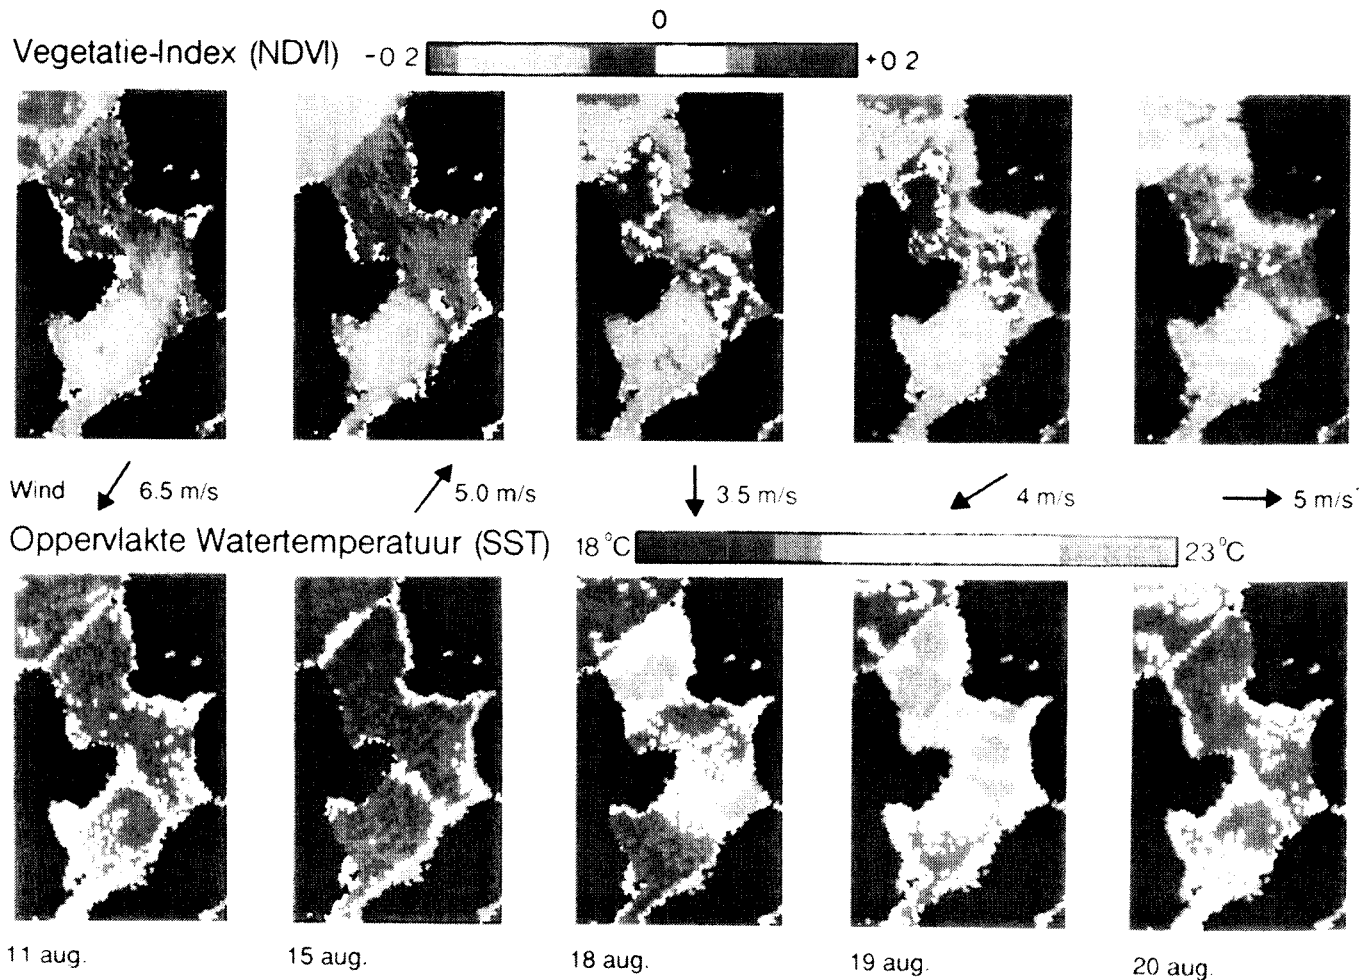 0
Vegetatie-Index (NDVI) -0 2 +0 2
Wind 6.5 m/s 5.0 m/s 3 5 m/s 4 m/s 5 m/s
Oppervlakte Watertemperatuur (SST) 18 °C 23 °C
11 aug. 15 aug. 18 aug. 19 aug. 20 aug.